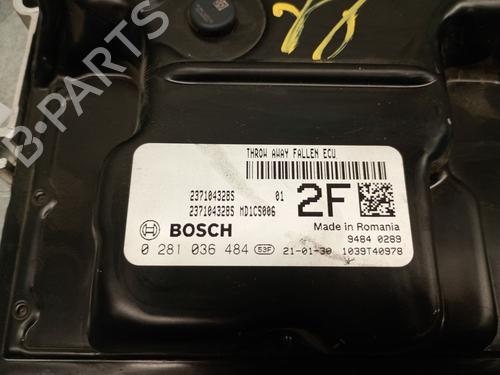 THROW AWAY FALLEN ECU
237104328S 01
237104328S MD1CS006
2F
BOSCH
Made in Romania
9484 0289
0 281 036 484 53F 21-01-30 1039T40978
B-PARTS